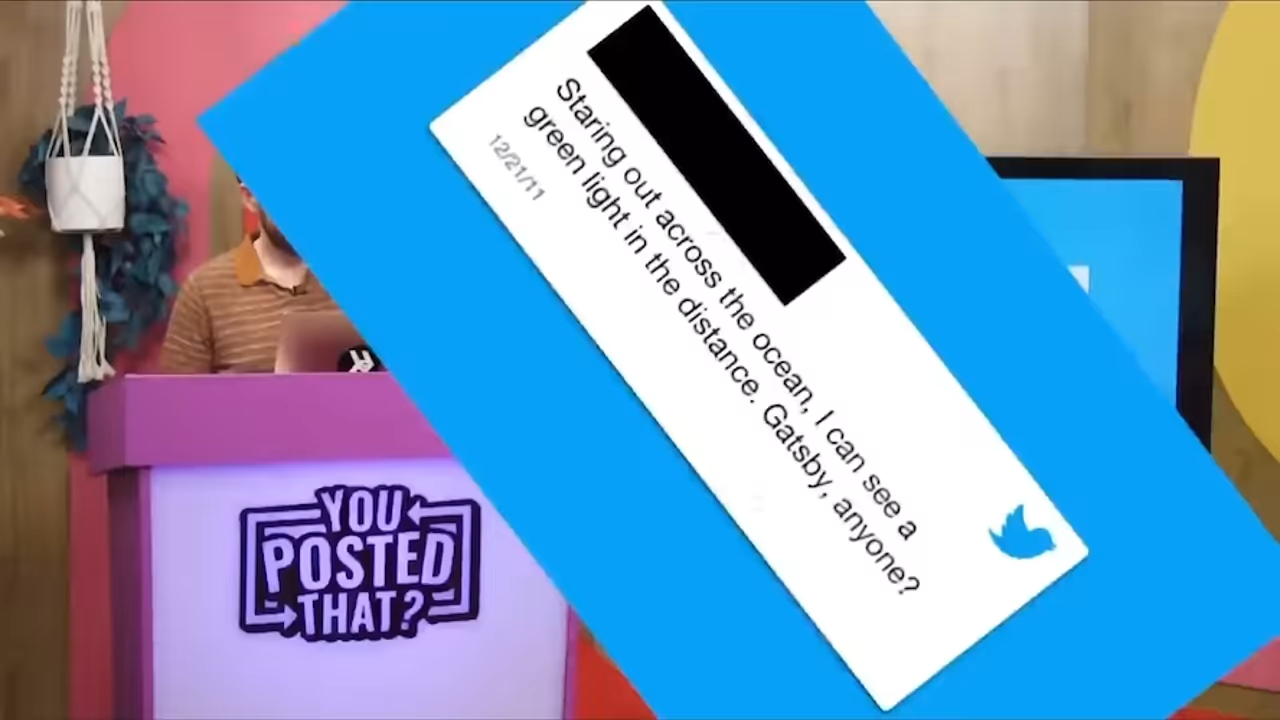 Staring out across the ocean, I can see a
green light in the distance. Gatsby, anyone?
12/21/11
YOU
POSTED
THAT?